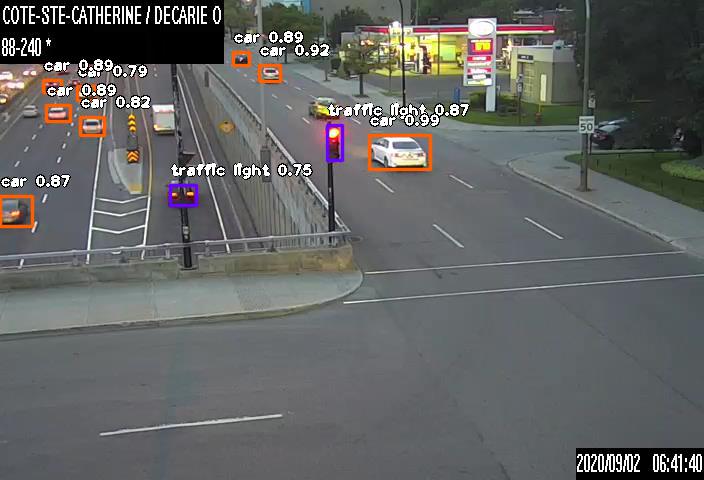 COTE-STE-CATHERINE / DECARIE O
88-240 *
car 0.89
car 0.92
car 0.89
car 0.79
car 0.89
car 0.82
traffic light 0.87
car 0.99
traffic light 0.75
car 0.87
50
2020/09/02 06:41:40